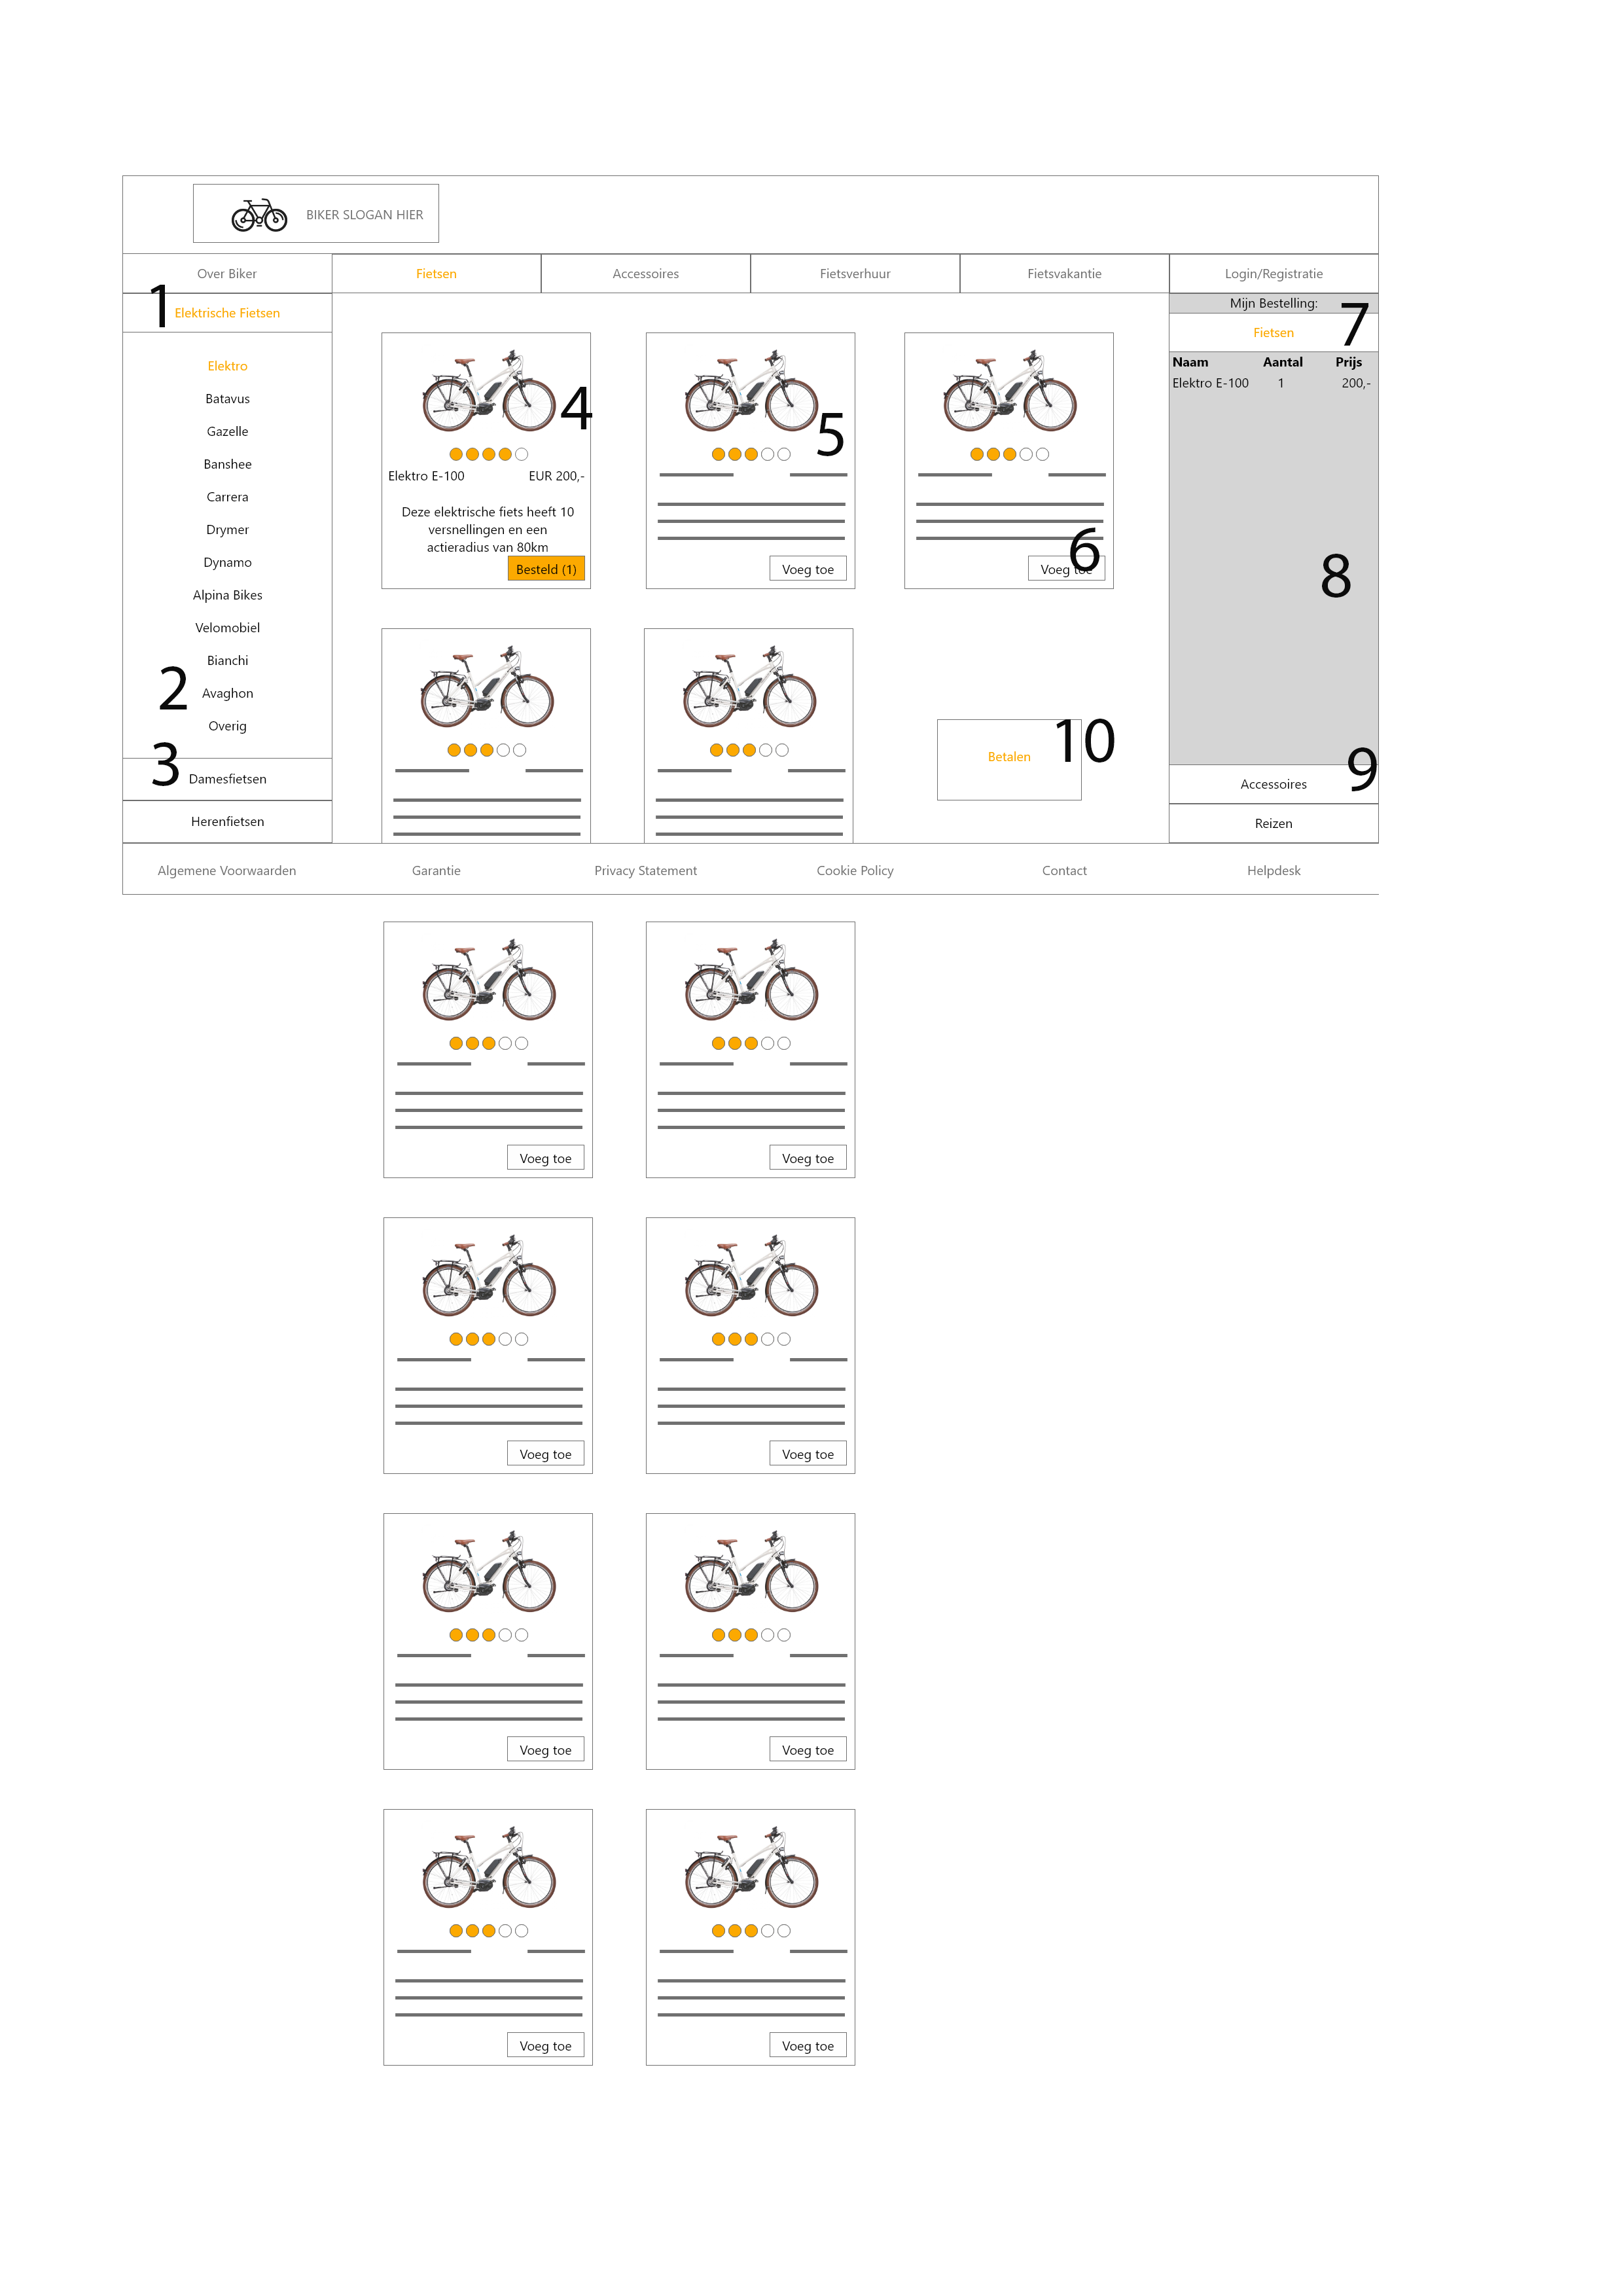 BIKER SLOGAN HIER
Over Biker
Fietsen
Accessoires
Fietsverhuur
Fietsvakantie
Login/Registratie
1
Elektrische Fietsen
Elektro
Batavus
Gazelle
Banshee
Carrera
Drymer
Dynamo
Alpina Bikes
Velomobiel
Bianchi
2
Avaghon
Overig
3
Damesfietsen
Herenfietsen
4
Elektro E-100 EUR 200,-
Deze elektrische fiets heeft 10
versnellingen en een
actieradius van 80km
Besteld (1)
5
Voeg toe
6
Voeg toe
10
Betalen
Mijn Bestelling:
7
Fietsen
Naam Aantal Prijs
Elektro E-100 1 200,-
8
9
Accessoires
Reizen
Algemene Voorwaarden
Garantie
Privacy Statement
Cookie Policy
Contact
Helpdesk
Voeg toe
Voeg toe
Voeg toe
Voeg toe
Voeg toe
Voeg toe
Voeg toe
Voeg toe